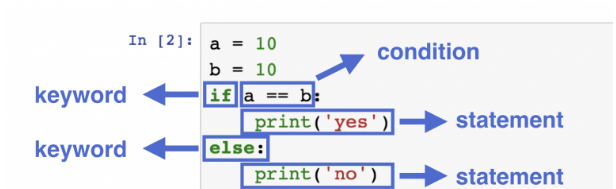 In [2]: a = 10
b = 10
condition
keyword if a == b:
print('yes') statement
keyword else:
print('no') statement